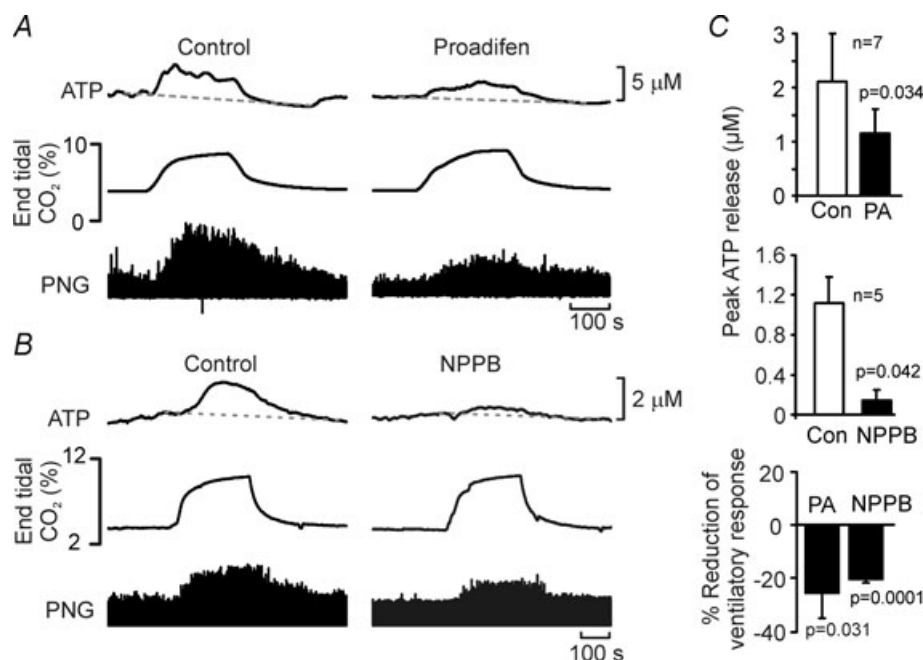 A
Control
Proadifen
ATP
5 μM
End tidal
CO₂ (%)
10
0
PNG
100 s
B
Control
NPPB
ATP
2 μM
End tidal
CO₂ (%)
12
2
PNG
100 s
C
Peak ATP release (μM)
3
2
1
0
n=7
p=0.034
Con PA
1.6
1.2
0.8
0.4
0
n=5
p=0.042
Con NPPB
% Reduction of
ventilatory response
20
0
-20
-40
PA NPPB
p=0.0001
p=0.031